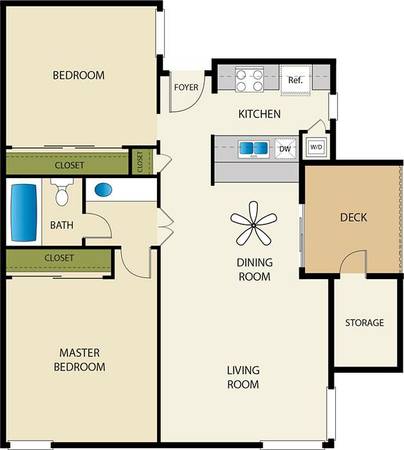 BEDROOM
FOYER
Ref.
KITCHEN
CLOSET
CLOSET
DW
W/D
BATH
DECK
CLOSET
DINING
ROOM
STORAGE
MASTER
BEDROOM
LIVING
ROOM